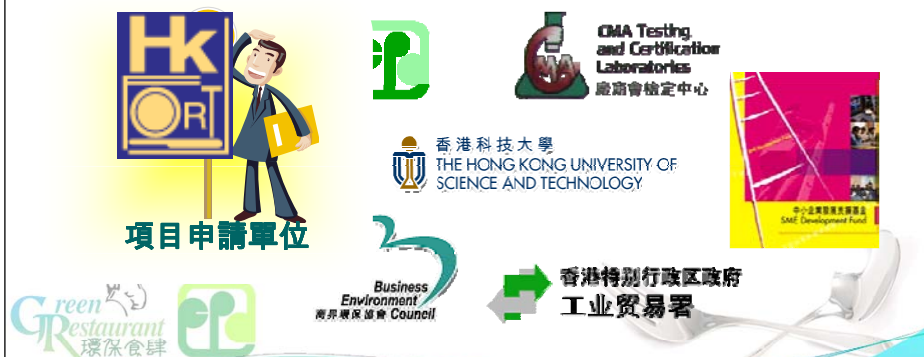 HK
ORT
項目申請單位
CMA Testing
and Certification
Laboratories
廠商會檢定中心
CMA
香港科技大學
THE HONG KONG UNIVERSITY OF
SCIENCE AND TECHNOLOGY
中小企業發展支援基金
SME Development Fund
Business
Environment
商界環保協會 Council
香港特别行政区政府
工业贸易署
Green
Restaurant
環保食肆